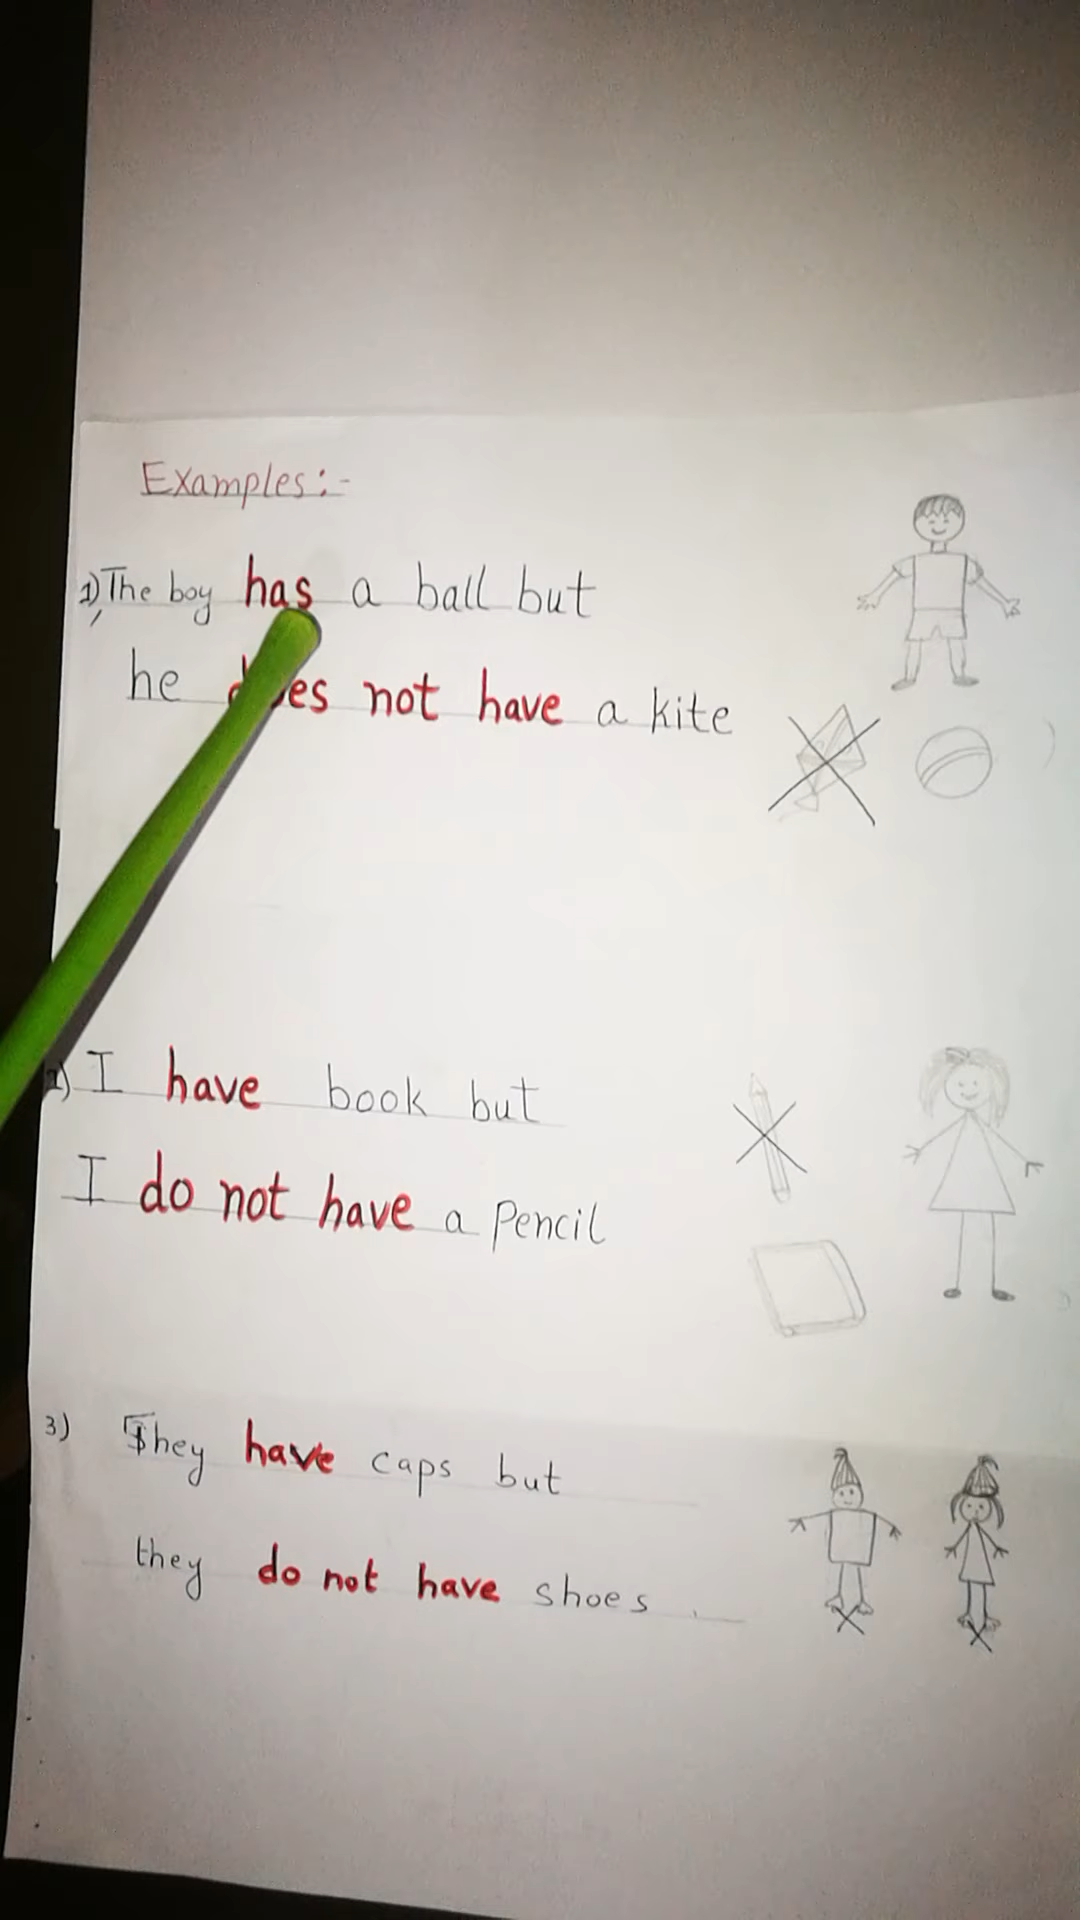 Examples:-
1) The boy has a ball but
he does not have a kite
2) I have book but
I do not have a pencil
3) They have caps but
they do not have shoes .